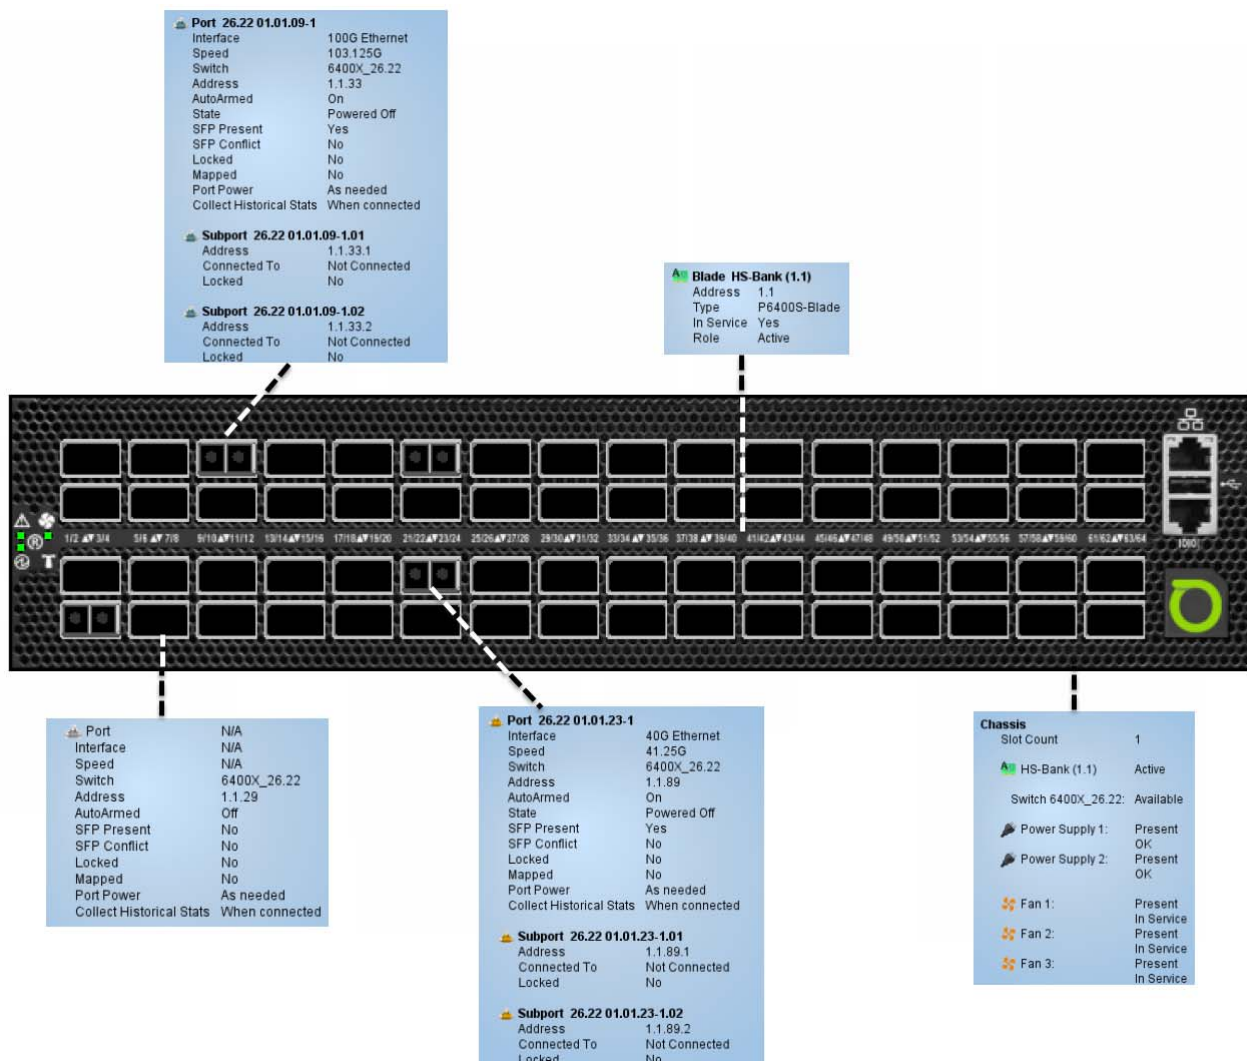 Port 26.22 01.01.09-1
Interface 100G Ethernet
Speed 103.125G
Switch 6400X_26.22
Address 1.1.33
AutoArmed On
State Powered Off
SFP Present Yes
SFP Conflict No
Locked No
Mapped No
Port Power As needed
Collect Historical Stats When connected
Subport 26.22 01.01.09-1.01
Address 1.1.33.1
Connected To Not Connected
Locked No
Subport 26.22 01.01.09-1.02
Address 1.1.33.2
Connected To Not Connected
Locked No
A Blade HS-Bank (1.1)
Address 1.1
Type P6400S-Blade
In Service Yes
Role Active
1/2 ▲▼ 3/4 5/6 ▲▼ 7/8 9/10▲▼11/12 13/14▲▼15/16 17/18▲▼19/20 21/22▲▼23/24 25/26▲▼27/28 29/30▲▼31/32 33/34 ▲▼ 35/36 37/38 ▲▼ 39/40 41/42▲▼43/44 45/46▲▼47/48 49/50▲▼51/52 53/54▲▼55/56 57/58▲▼59/60 61/62▲▼63/64
®
Port N/A
Interface N/A
Speed N/A
Switch 6400X_26.22
Address 1.1.29
AutoArmed Off
SFP Present No
SFP Conflict No
Locked No
Mapped No
Port Power As needed
Collect Historical Stats When connected
Port 26.22 01.01.23-1
Interface 40G Ethernet
Speed 41.25G
Switch 6400X_26.22
Address 1.1.89
AutoArmed On
State Powered Off
SFP Present Yes
SFP Conflict No
Locked No
Mapped No
Port Power As needed
Collect Historical Stats When connected
Subport 26.22 01.01.23-1.01
Address 1.1.89.1
Connected To Not Connected
Locked No
Subport 26.22 01.01.23-1.02
Address 1.1.89.2
Connected To Not Connected
Locked No
Chassis
Slot Count 1
A HS-Bank (1.1) Active
Switch 6400X_26.22: Available
Power Supply 1: Present
OK
Power Supply 2: Present
OK
Fan 1: Present
In Service
Fan 2: Present
In Service
Fan 3: Present
In Service